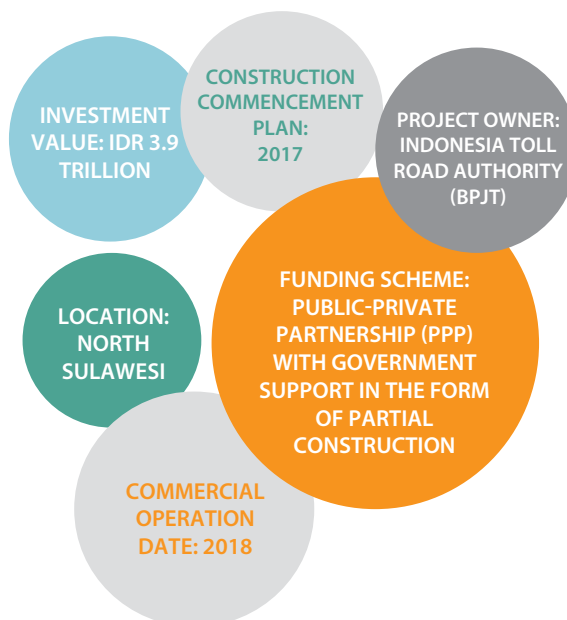 CONSTRUCTION
COMMENCEMENT
PLAN:
2017
INVESTMENT
VALUE: IDR 3.9
TRILLION
PROJECT OWNER:
INDONESIA TOLL
ROAD AUTHORITY
(BPJT)
FUNDING SCHEME:
PUBLIC-PRIVATE
PARTNERSHIP (PPP)
WITH GOVERNMENT
SUPPORT IN THE FORM
OF PARTIAL
CONSTRUCTION
LOCATION:
NORTH
SULAWESI
COMMERCIAL
OPERATION
DATE: 2018